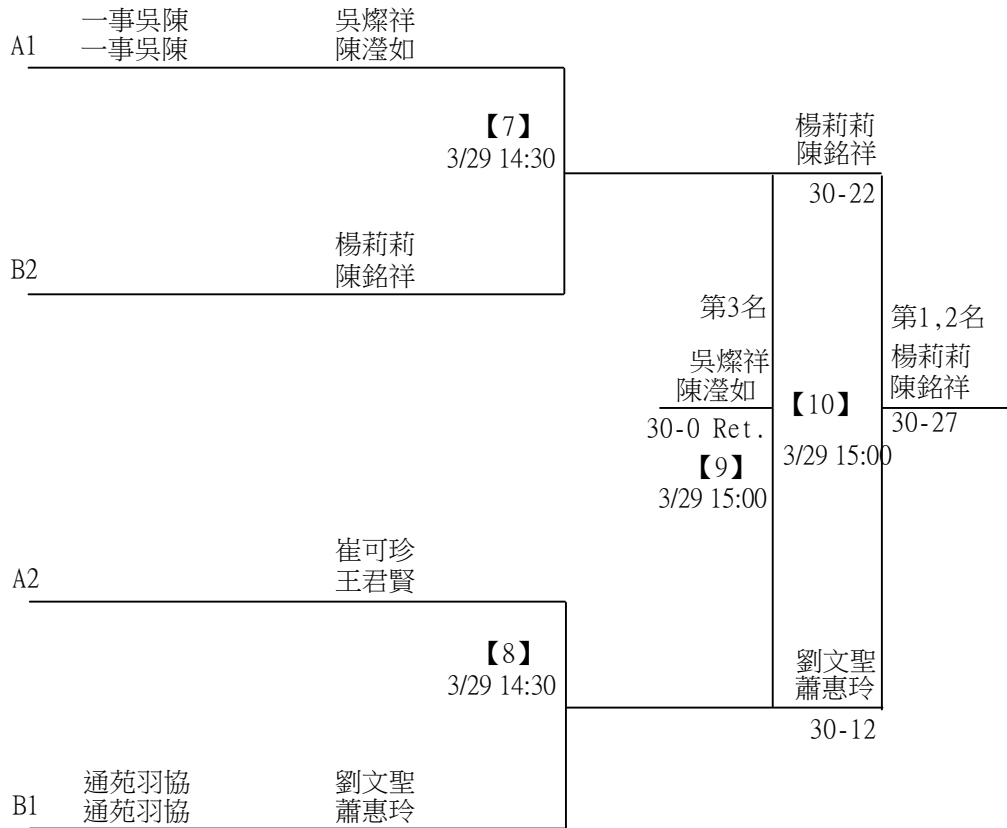 A1 一事吳陳 吳燦祥
一事吳陳 陳瀅如
【7】
3/29 14:30
楊莉莉
陳銘祥
30-22
B2 楊莉莉
陳銘祥
第3名
第1,2名
吳燦祥
陳瀅如
30-0 Ret.
【9】
3/29 15:00
【10】
3/29 15:00
楊莉莉
陳銘祥
30-27
A2 崔可珍
王君賢
【8】
3/29 14:30
劉文聖
蕭惠玲
30-12
B1 通苑羽協 劉文聖
通苑羽協 蕭惠玲